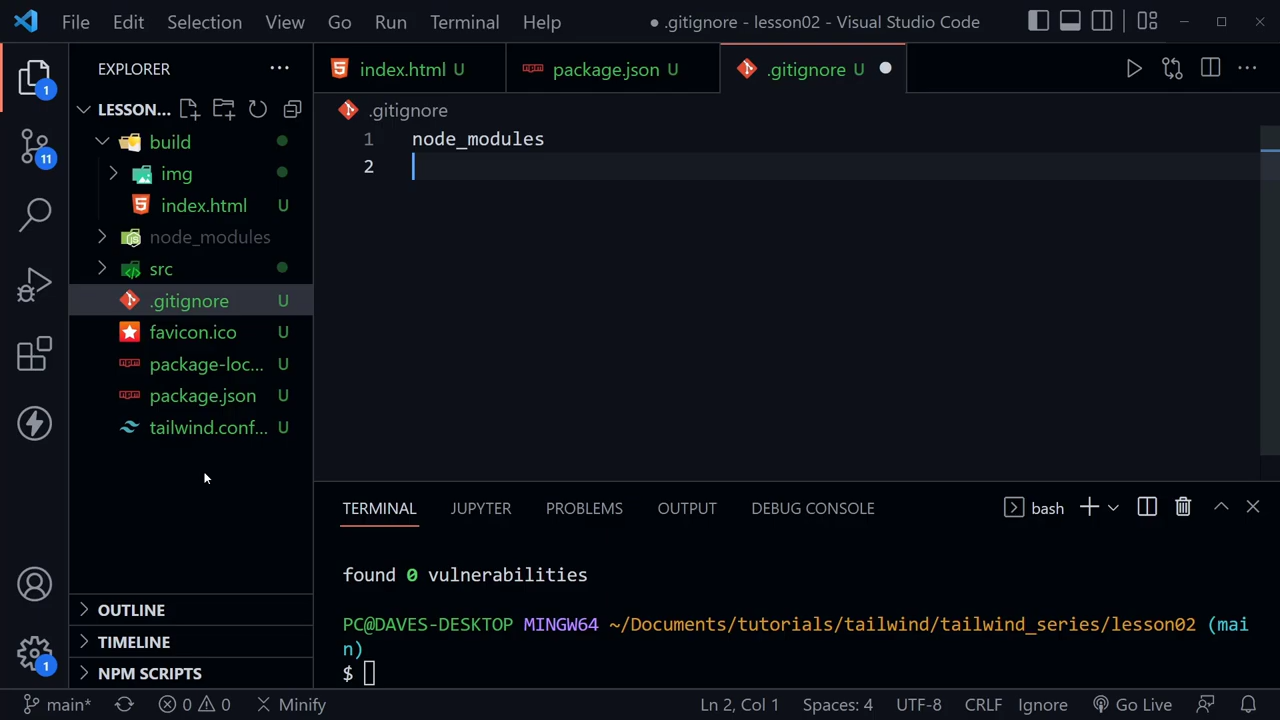 File Edit Selection View Go Run Terminal Help ● .gitignore - lesson02 - Visual Studio Code
EXPLORER ...
index.html U package.json U .gitignore U ●
1
LESSON...
.gitignore
build
1 node_modules
11
2
img
index.html U
node_modules
src
.gitignore U
favicon.ico U
package-loc... U
package.json U
tailwind.conf... U
TERMINAL JUPYTER PROBLEMS OUTPUT DEBUG CONSOLE bash
found 0 vulnerabilities
PC@DAVES-DESKTOP MINGW64 ~/Documents/tutorials/tailwind/tailwind_series/lesson02 (mai
n)
$
OUTLINE
TIMELINE
1
NPM SCRIPTS
main* 0 0 Minify Ln 2, Col 1 Spaces: 4 UTF-8 CRLF Ignore Go Live